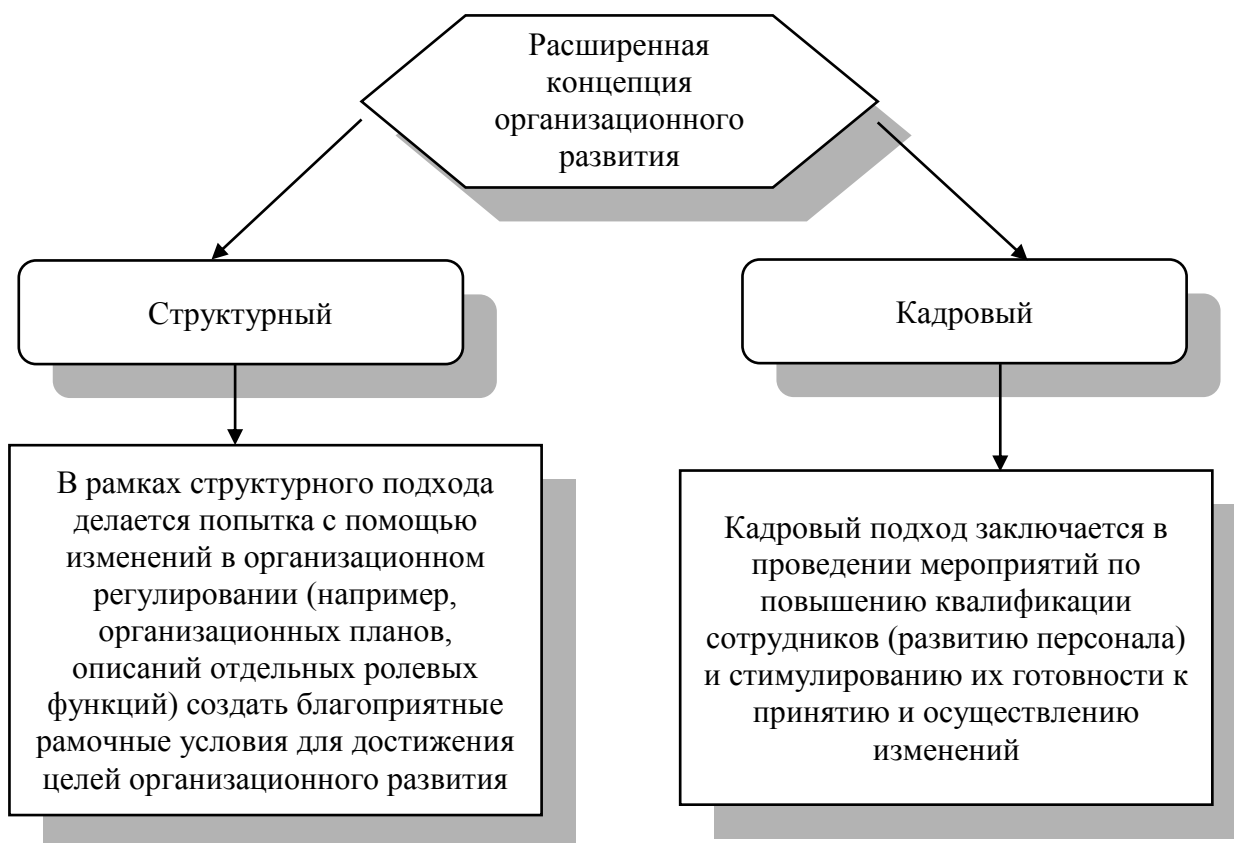 Расширенная
концепция
организационного
развития
Структурный
Кадровый
В рамках структурного подхода
делается попытка с помощью
изменений в организационном
регулировании (например,
организационных планов,
описаний отдельных ролевых
функций) создать благоприятные
рамочные условия для достижения
целей организационного развития
Кадровый подход заключается в
проведении мероприятий по
повышению квалификации
сотрудников (развитию персонала)
и стимулированию их готовности к
принятию и осуществлению
изменений